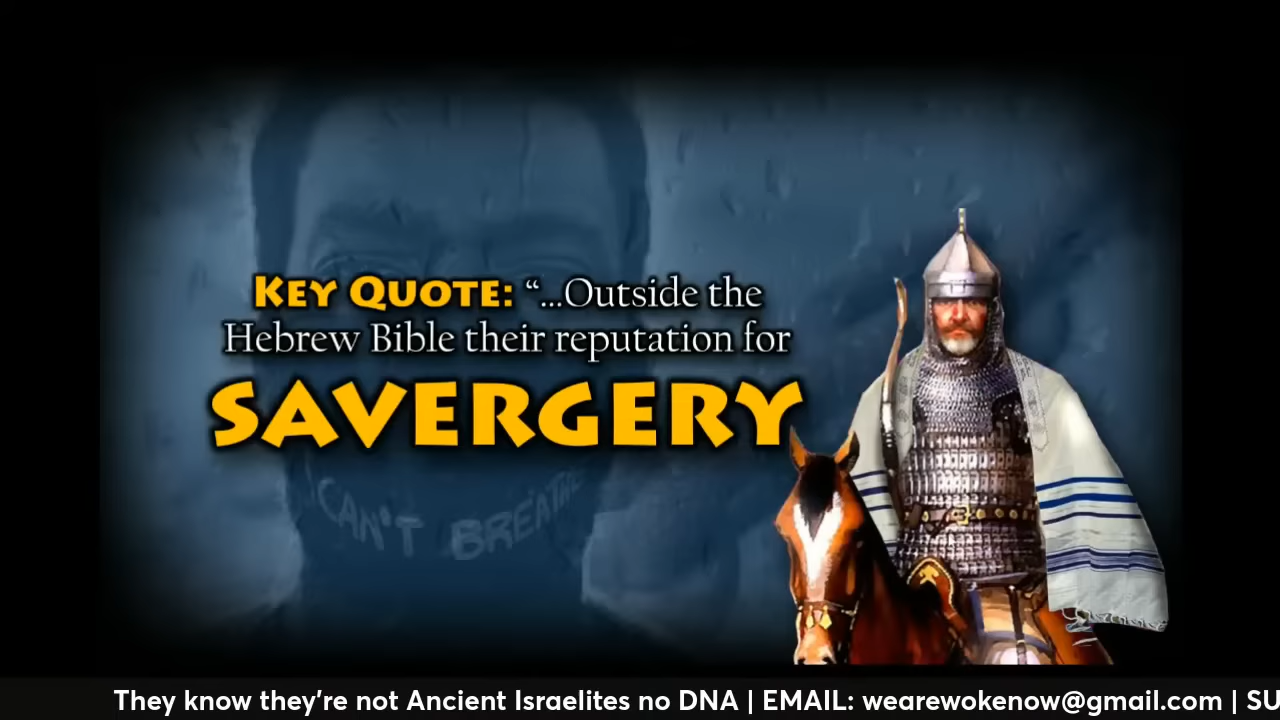 KEY QUOTE: “...Outside the
Hebrew Bible their reputation for
SAVERGERY
CAN'T BREATHE
They know they're not Ancient Israelites no DNA | EMAIL: wearewokenow@gmail.com | SU